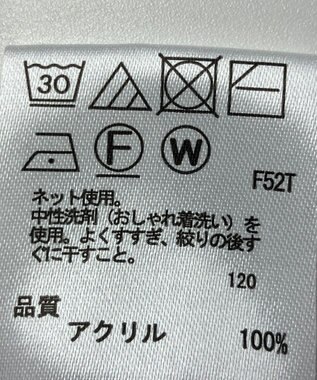 30
F W
F52T
ネット使用。
中性洗剤（おしゃれ着洗い）を
使用。よくすすぎ、絞りの後す
ぐに干すこと。
120
品質
アクリル 100%